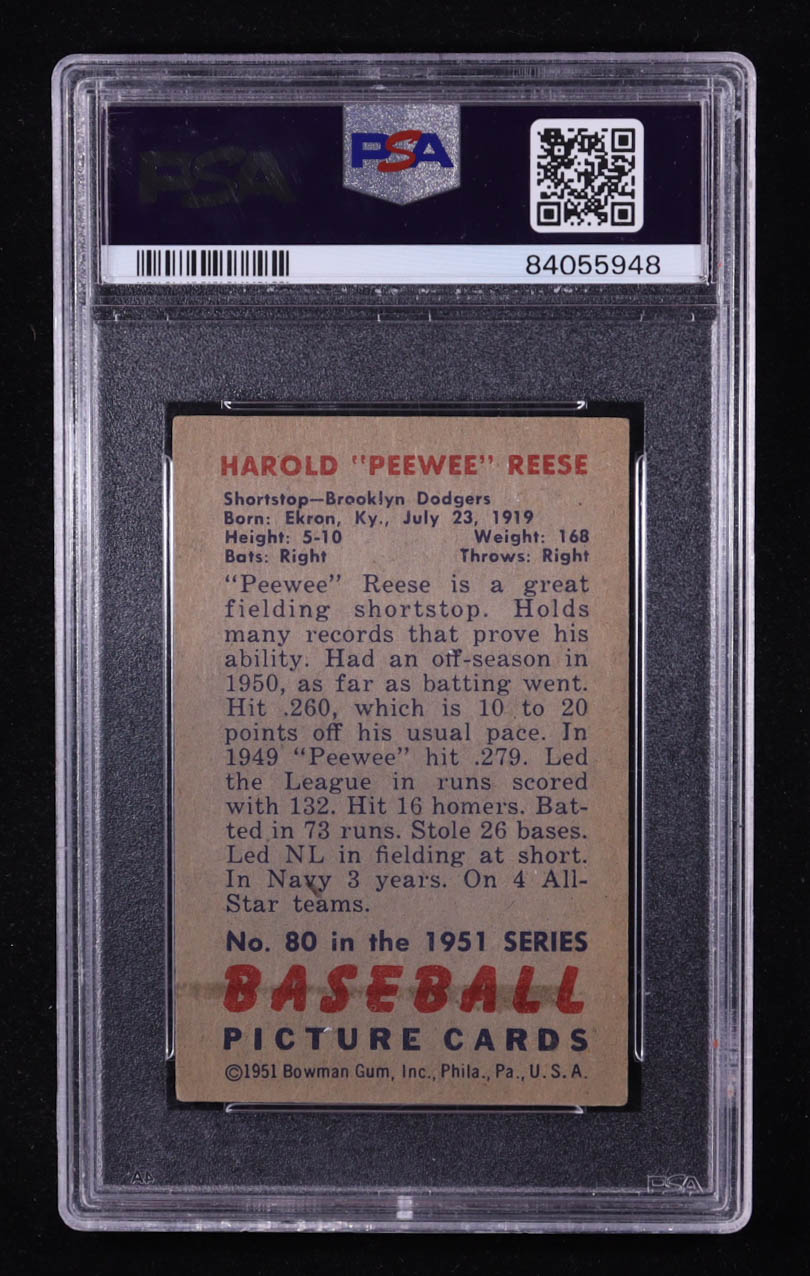 PSA
PSA
84055948
HAROLD "PEEWEE" REESE
Shortstop—Brooklyn Dodgers
Born: Ekron, Ky., July 23, 1919
Height: 5-10 Weight: 168
Bats: Right Throws: Right
"Peewee" Reese is a great
fielding shortstop. Holds
many records that prove his
ability. Had an off-season in
1950, as far as batting went.
Hit .260, which is 10 to 20
points off his usual pace. In
1949 "Peewee" hit .279. Led
the League in runs scored
with 132. Hit 16 homers. Bat-
ted in 73 runs. Stole 26 bases.
Led NL in fielding at short.
In Navy 3 years. On 4 All-
Star teams.
No. 80 in the 1951 SERIES
BASEBALL
PICTURE CARDS
©1951 Bowman Gum, Inc., Phila., Pa., U.S.A.
PSA